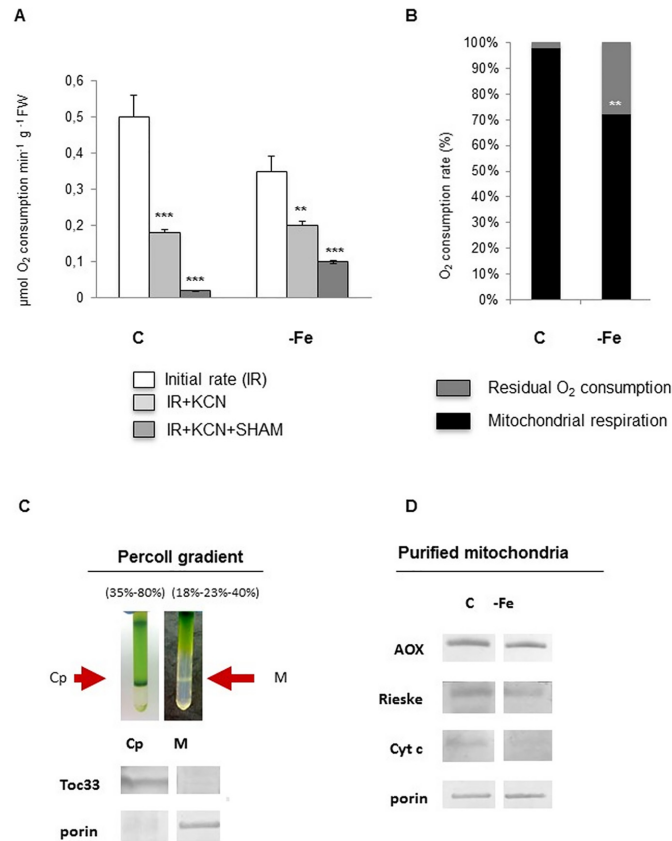 A
0,6
0,5
0,4
0,3
0,2
0,1
0
µmol O₂ consumption min⁻¹ g⁻¹ FW
***
***
**
***
C
-Fe
Initial rate (IR)
IR+KCN
IR+KCN+SHAM
B
100%
90%
80%
70%
60%
50%
40%
30%
20%
10%
0%
O₂ consumption rate (%)
**
C
-Fe
Residual O₂ consumption
Mitochondrial respiration
C
Percoll gradient
(35%-80%) (18%-23%-40%)
Cp
M
Cp M
Toc33
porin
D
Purified mitochondria
C -Fe
AOX
Rieske
Cyt c
porin